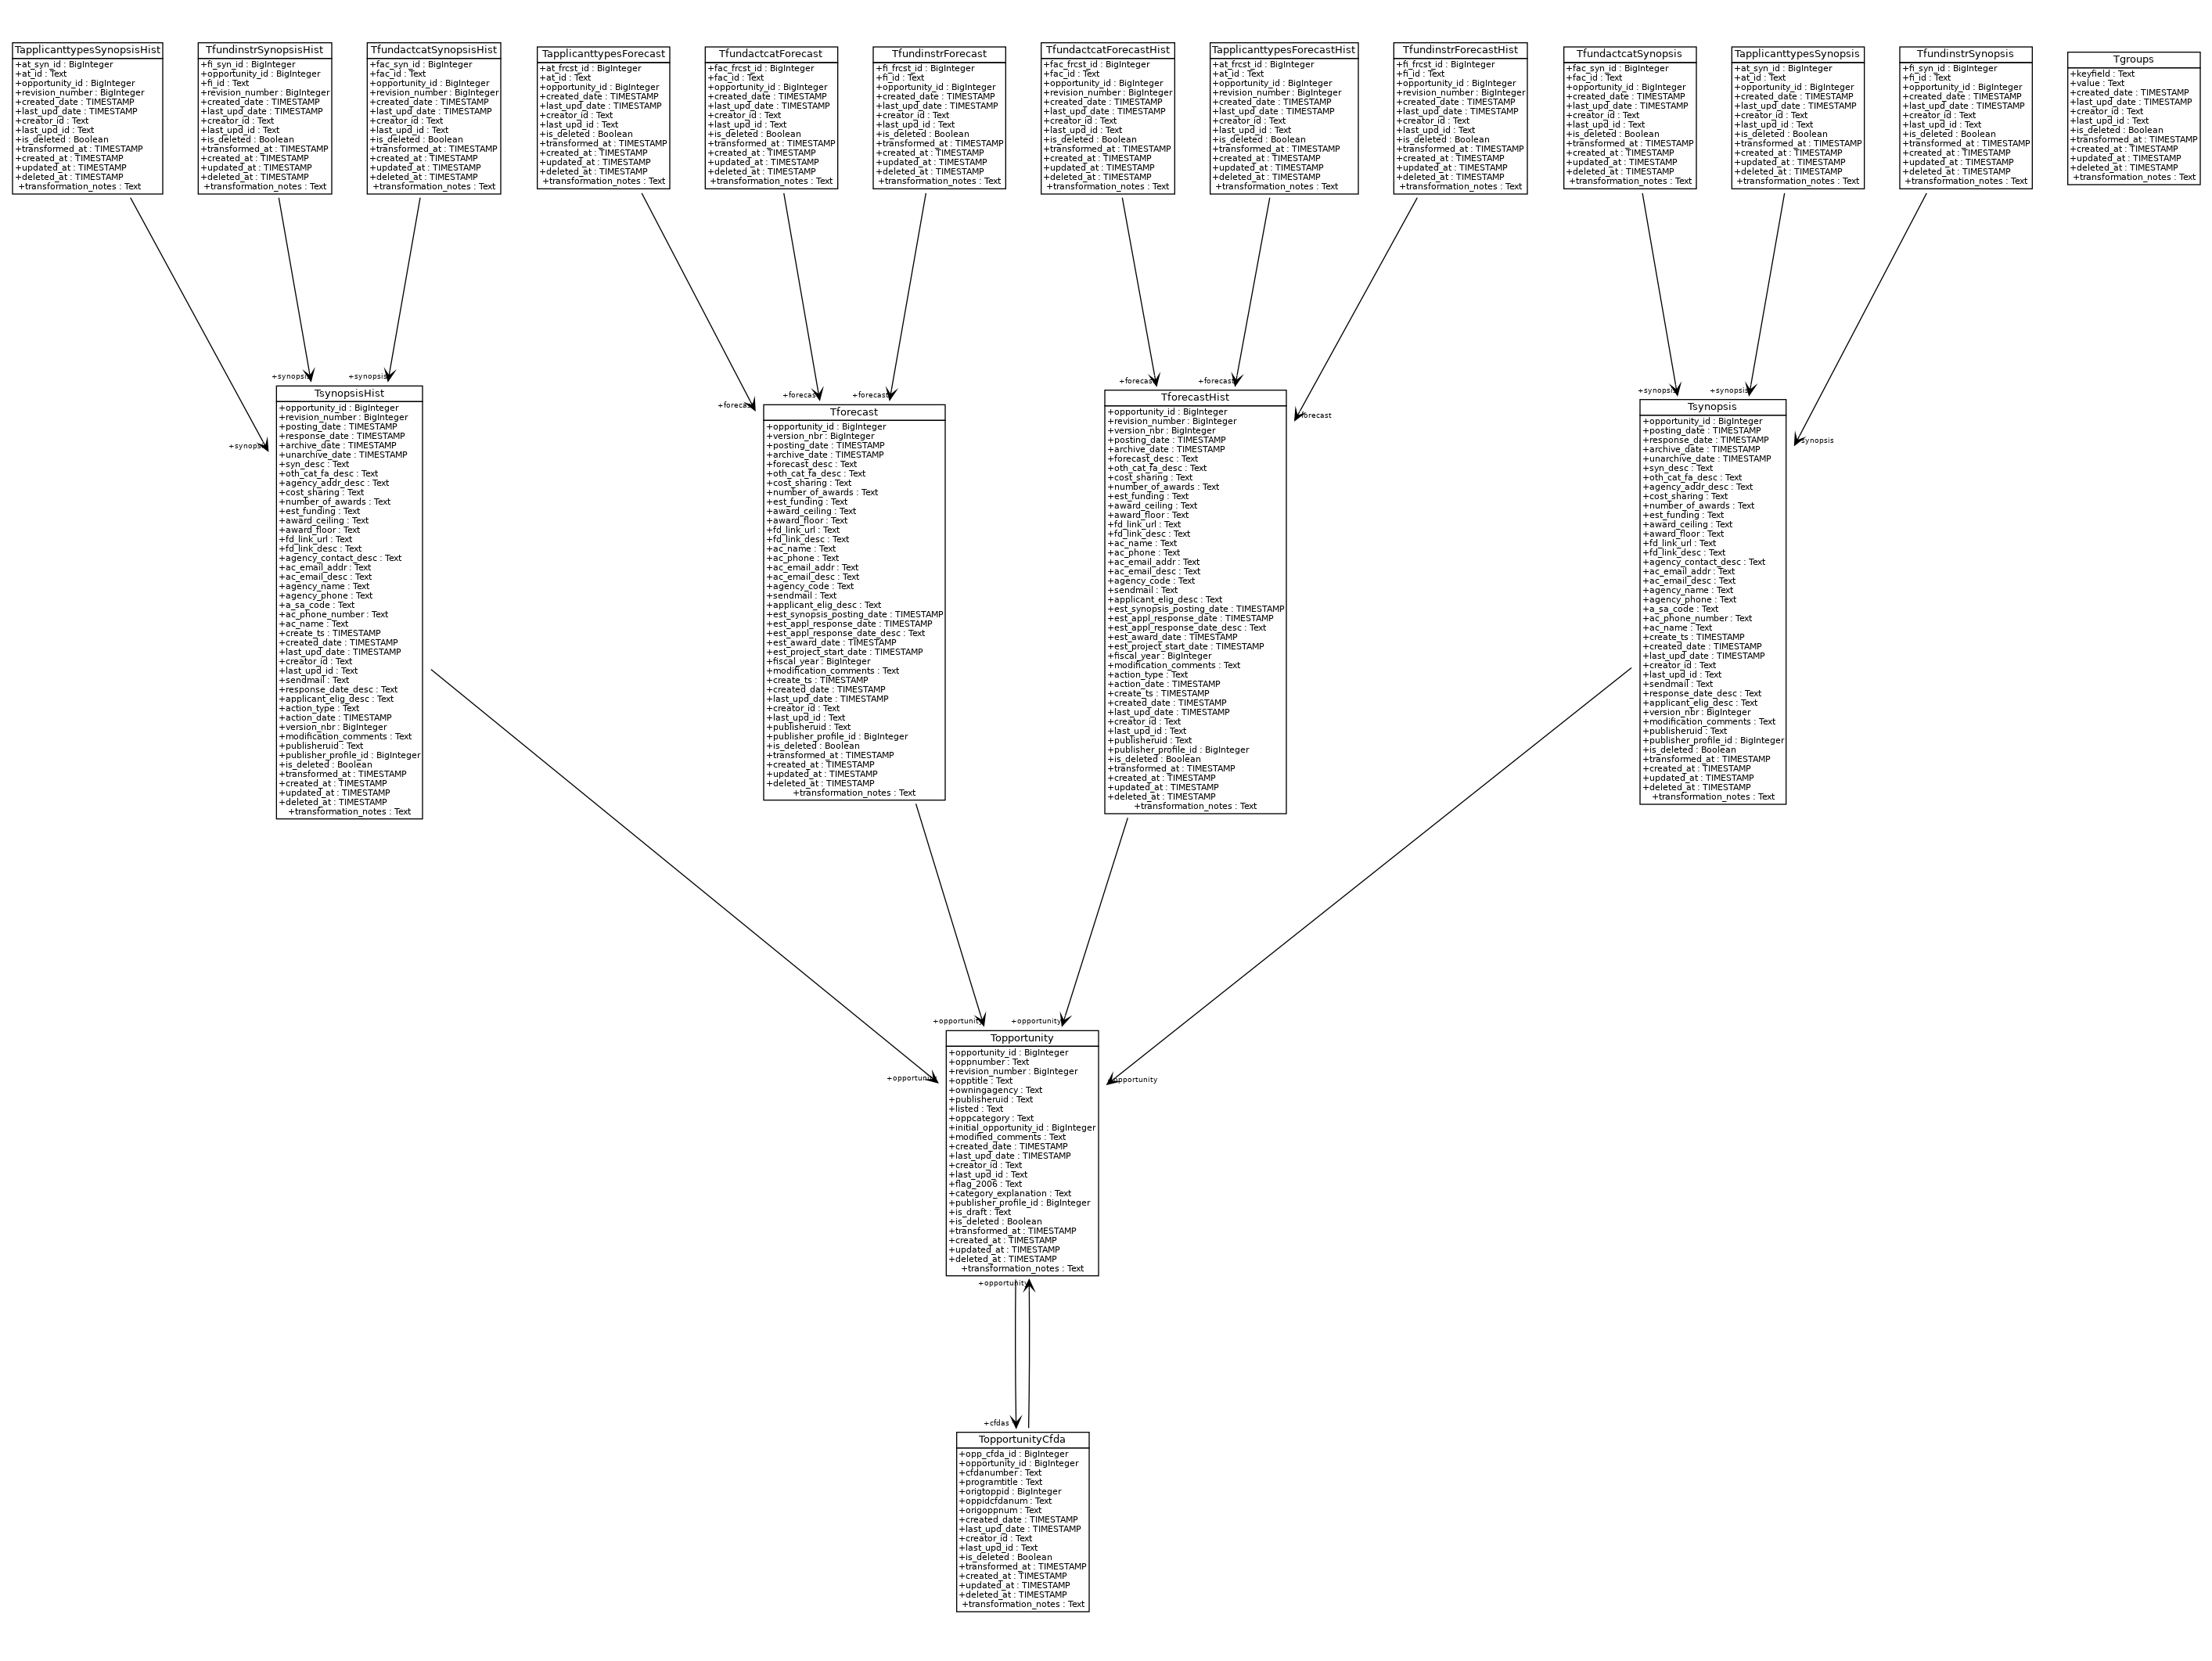 TapplicanttypesSynopsisHist
+at_syn_id : BigInteger
+at_id : Text
+opportunity_id : BigInteger
+revision_number : BigInteger
+created_date : TIMESTAMP
+last_upd_date : TIMESTAMP
+creator_id : Text
+last_upd_id : Text
+is_deleted : Boolean
+transformed_at : TIMESTAMP
+created_at : TIMESTAMP
+updated_at : TIMESTAMP
+deleted_at : TIMESTAMP
+transformation_notes : Text
TfundinstrSynopsisHist
+fi_syn_id : BigInteger
+opportunity_id : BigInteger
+fi_id : Text
+revision_number : BigInteger
+created_date : TIMESTAMP
+last_upd_date : TIMESTAMP
+creator_id : Text
+last_upd_id : Text
+is_deleted : Boolean
+transformed_at : TIMESTAMP
+created_at : TIMESTAMP
+updated_at : TIMESTAMP
+deleted_at : TIMESTAMP
+transformation_notes : Text
TfundactcatSynopsisHist
+fac_syn_id : BigInteger
+fac_id : Text
+opportunity_id : BigInteger
+revision_number : BigInteger
+created_date : TIMESTAMP
+last_upd_date : TIMESTAMP
+creator_id : Text
+last_upd_id : Text
+is_deleted : Boolean
+transformed_at : TIMESTAMP
+created_at : TIMESTAMP
+updated_at : TIMESTAMP
+deleted_at : TIMESTAMP
+transformation_notes : Text
TapplicanttypesForecast
+at_frcst_id : BigInteger
+at_id : Text
+opportunity_id : BigInteger
+created_date : TIMESTAMP
+last_upd_date : TIMESTAMP
+creator_id : Text
+last_upd_id : Text
+is_deleted : Boolean
+transformed_at : TIMESTAMP
+created_at : TIMESTAMP
+updated_at : TIMESTAMP
+deleted_at : TIMESTAMP
+transformation_notes : Text
TfundactcatForecast
+fac_frcst_id : BigInteger
+fac_id : Text
+opportunity_id : BigInteger
+created_date : TIMESTAMP
+last_upd_date : TIMESTAMP
+creator_id : Text
+last_upd_id : Text
+is_deleted : Boolean
+transformed_at : TIMESTAMP
+created_at : TIMESTAMP
+updated_at : TIMESTAMP
+deleted_at : TIMESTAMP
+transformation_notes : Text
TfundinstrForecast
+fi_frcst_id : BigInteger
+fi_id : Text
+opportunity_id : BigInteger
+created_date : TIMESTAMP
+last_upd_date : TIMESTAMP
+creator_id : Text
+last_upd_id : Text
+is_deleted : Boolean
+transformed_at : TIMESTAMP
+created_at : TIMESTAMP
+updated_at : TIMESTAMP
+deleted_at : TIMESTAMP
+transformation_notes : Text
TfundactcatForecastHist
+fac_frcst_id : BigInteger
+fac_id : Text
+opportunity_id : BigInteger
+revision_number : BigInteger
+created_date : TIMESTAMP
+last_upd_date : TIMESTAMP
+creator_id : Text
+last_upd_id : Text
+is_deleted : Boolean
+transformed_at : TIMESTAMP
+created_at : TIMESTAMP
+updated_at : TIMESTAMP
+deleted_at : TIMESTAMP
+transformation_notes : Text
TapplicanttypesForecastHist
+at_frcst_id : BigInteger
+at_id : Text
+opportunity_id : BigInteger
+revision_number : BigInteger
+created_date : TIMESTAMP
+last_upd_date : TIMESTAMP
+creator_id : Text
+last_upd_id : Text
+is_deleted : Boolean
+transformed_at : TIMESTAMP
+created_at : TIMESTAMP
+updated_at : TIMESTAMP
+deleted_at : TIMESTAMP
+transformation_notes : Text
TfundinstrForecastHist
+fi_frcst_id : BigInteger
+fi_id : Text
+opportunity_id : BigInteger
+revision_number : BigInteger
+created_date : TIMESTAMP
+last_upd_date : TIMESTAMP
+creator_id : Text
+last_upd_id : Text
+is_deleted : Boolean
+transformed_at : TIMESTAMP
+created_at : TIMESTAMP
+updated_at : TIMESTAMP
+deleted_at : TIMESTAMP
+transformation_notes : Text
TfundactcatSynopsis
+fac_syn_id : BigInteger
+fac_id : Text
+opportunity_id : BigInteger
+created_date : TIMESTAMP
+last_upd_date : TIMESTAMP
+creator_id : Text
+last_upd_id : Text
+is_deleted : Boolean
+transformed_at : TIMESTAMP
+created_at : TIMESTAMP
+updated_at : TIMESTAMP
+deleted_at : TIMESTAMP
+transformation_notes : Text
TapplicanttypesSynopsis
+at_syn_id : BigInteger
+at_id : Text
+opportunity_id : BigInteger
+created_date : TIMESTAMP
+last_upd_date : TIMESTAMP
+creator_id : Text
+last_upd_id : Text
+is_deleted : Boolean
+transformed_at : TIMESTAMP
+created_at : TIMESTAMP
+updated_at : TIMESTAMP
+deleted_at : TIMESTAMP
+transformation_notes : Text
TfundinstrSynopsis
+fi_syn_id : BigInteger
+fi_id : Text
+opportunity_id : BigInteger
+created_date : TIMESTAMP
+last_upd_date : TIMESTAMP
+creator_id : Text
+last_upd_id : Text
+is_deleted : Boolean
+transformed_at : TIMESTAMP
+created_at : TIMESTAMP
+updated_at : TIMESTAMP
+deleted_at : TIMESTAMP
+transformation_notes : Text
Tgroups
+keyfield : Text
+value : Text
+created_date : TIMESTAMP
+last_upd_date : TIMESTAMP
+creator_id : Text
+last_upd_id : Text
+is_deleted : Boolean
+transformed_at : TIMESTAMP
+created_at : TIMESTAMP
+updated_at : TIMESTAMP
+deleted_at : TIMESTAMP
+transformation_notes : Text
+synopsis
+synopsis
+synopsis
TsynopsisHist
+opportunity_id : BigInteger
+revision_number : BigInteger
+posting_date : TIMESTAMP
+response_date : TIMESTAMP
+archive_date : TIMESTAMP
+unarchive_date : TIMESTAMP
+syn_desc : Text
+oth_cat_fa_desc : Text
+agency_addr_desc : Text
+cost_sharing : Text
+number_of_awards : Text
+est_funding : Text
+award_ceiling : Text
+award_floor : Text
+fd_link_url : Text
+fd_link_desc : Text
+agency_contact_desc : Text
+ac_email_addr : Text
+ac_email_desc : Text
+agency_name : Text
+agency_phone : Text
+a_sa_code : Text
+ac_phone_number : Text
+ac_name : Text
+create_ts : TIMESTAMP
+created_date : TIMESTAMP
+last_upd_date : TIMESTAMP
+creator_id : Text
+last_upd_id : Text
+sendmail : Text
+response_date_desc : Text
+applicant_elig_desc : Text
+action_type : Text
+action_date : TIMESTAMP
+version_nbr : BigInteger
+modification_comments : Text
+publisheruid : Text
+publisher_profile_id : BigInteger
+is_deleted : Boolean
+transformed_at : TIMESTAMP
+created_at : TIMESTAMP
+updated_at : TIMESTAMP
+deleted_at : TIMESTAMP
+transformation_notes : Text
+forecast
+forecast
+forecast
Tforecast
+opportunity_id : BigInteger
+version_nbr : BigInteger
+posting_date : TIMESTAMP
+archive_date : TIMESTAMP
+forecast_desc : Text
+oth_cat_fa_desc : Text
+cost_sharing : Text
+number_of_awards : Text
+est_funding : Text
+award_ceiling : Text
+award_floor : Text
+fd_link_url : Text
+fd_link_desc : Text
+ac_name : Text
+ac_phone : Text
+ac_email_addr : Text
+ac_email_desc : Text
+agency_code : Text
+sendmail : Text
+applicant_elig_desc : Text
+est_synopsis_posting_date : TIMESTAMP
+est_appl_response_date : TIMESTAMP
+est_appl_response_date_desc : Text
+est_award_date : TIMESTAMP
+est_project_start_date : TIMESTAMP
+fiscal_year : BigInteger
+modification_comments : Text
+create_ts : TIMESTAMP
+created_date : TIMESTAMP
+last_upd_date : TIMESTAMP
+creator_id : Text
+last_upd_id : Text
+publisheruid : Text
+publisher_profile_id : BigInteger
+is_deleted : Boolean
+transformed_at : TIMESTAMP
+created_at : TIMESTAMP
+updated_at : TIMESTAMP
+deleted_at : TIMESTAMP
+transformation_notes : Text
+forecast
+forecast
+forecast
TforecastHist
+opportunity_id : BigInteger
+revision_number : BigInteger
+version_nbr : BigInteger
+posting_date : TIMESTAMP
+archive_date : TIMESTAMP
+forecast_desc : Text
+oth_cat_fa_desc : Text
+cost_sharing : Text
+number_of_awards : Text
+est_funding : Text
+award_ceiling : Text
+award_floor : Text
+fd_link_url : Text
+fd_link_desc : Text
+ac_name : Text
+ac_phone : Text
+ac_email_addr : Text
+ac_email_desc : Text
+agency_code : Text
+sendmail : Text
+applicant_elig_desc : Text
+est_synopsis_posting_date : TIMESTAMP
+est_appl_response_date : TIMESTAMP
+est_appl_response_date_desc : Text
+est_award_date : TIMESTAMP
+est_project_start_date : TIMESTAMP
+fiscal_year : BigInteger
+modification_comments : Text
+action_type : Text
+action_date : TIMESTAMP
+create_ts : TIMESTAMP
+created_date : TIMESTAMP
+last_upd_date : TIMESTAMP
+creator_id : Text
+last_upd_id : Text
+publisheruid : Text
+publisher_profile_id : BigInteger
+is_deleted : Boolean
+transformed_at : TIMESTAMP
+created_at : TIMESTAMP
+updated_at : TIMESTAMP
+deleted_at : TIMESTAMP
+transformation_notes : Text
+synopsis
+synopsis
+synopsis
Tsynopsis
+opportunity_id : BigInteger
+posting_date : TIMESTAMP
+response_date : TIMESTAMP
+archive_date : TIMESTAMP
+unarchive_date : TIMESTAMP
+syn_desc : Text
+oth_cat_fa_desc : Text
+agency_addr_desc : Text
+cost_sharing : Text
+number_of_awards : Text
+est_funding : Text
+award_ceiling : Text
+award_floor : Text
+fd_link_url : Text
+fd_link_desc : Text
+agency_contact_desc : Text
+ac_email_addr : Text
+ac_email_desc : Text
+agency_name : Text
+agency_phone : Text
+a_sa_code : Text
+ac_phone_number : Text
+ac_name : Text
+create_ts : TIMESTAMP
+created_date : TIMESTAMP
+last_upd_date : TIMESTAMP
+creator_id : Text
+last_upd_id : Text
+sendmail : Text
+response_date_desc : Text
+applicant_elig_desc : Text
+version_nbr : BigInteger
+modification_comments : Text
+publisheruid : Text
+publisher_profile_id : BigInteger
+is_deleted : Boolean
+transformed_at : TIMESTAMP
+created_at : TIMESTAMP
+updated_at : TIMESTAMP
+deleted_at : TIMESTAMP
+transformation_notes : Text
+opportunity
+opportunity
+opportunity
+opportunity
Topportunity
+opportunity_id : BigInteger
+oppnumber : Text
+revision_number : BigInteger
+opptitle : Text
+owningagency : Text
+publisheruid : Text
+listed : Text
+oppcategory : Text
+initial_opportunity_id : BigInteger
+modified_comments : Text
+created_date : TIMESTAMP
+last_upd_date : TIMESTAMP
+creator_id : Text
+last_upd_id : Text
+flag_2006 : Text
+category_explanation : Text
+publisher_profile_id : BigInteger
+is_draft : Text
+is_deleted : Boolean
+transformed_at : TIMESTAMP
+created_at : TIMESTAMP
+updated_at : TIMESTAMP
+deleted_at : TIMESTAMP
+transformation_notes : Text
+opportunity
+cfdas
TopportunityCfda
+opp_cfda_id : BigInteger
+opportunity_id : BigInteger
+cfdanumber : Text
+programtitle : Text
+origtoppid : BigInteger
+oppidcfdanum : Text
+origoppnum : Text
+created_date : TIMESTAMP
+last_upd_date : TIMESTAMP
+creator_id : Text
+last_upd_id : Text
+is_deleted : Boolean
+transformed_at : TIMESTAMP
+created_at : TIMESTAMP
+updated_at : TIMESTAMP
+deleted_at : TIMESTAMP
+transformation_notes : Text